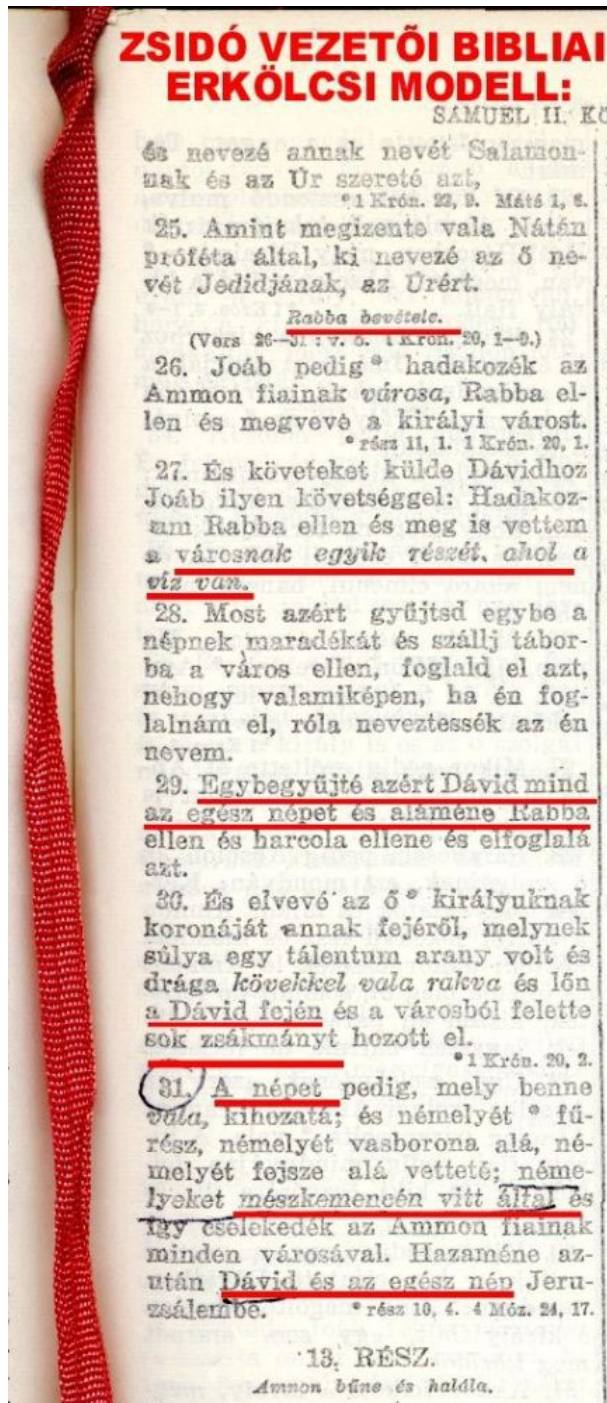 ZSIDÓ VEZETÕI BIBLIAI
ERKÖLCSI MODELL:
SÁMUEL II. KÖ
és nevezé annak nevét Salamon-
nak és az Úr szereté azt,
* 1 Krón. 22, 9. Máté 1, 6.
25. Amint megizente vala Nátán
próféta által, ki nevezé az ő ne-
vét Jedidjának, az Úrért.
Rabba bevétele.
(Vers 26—31: v. ö. 1 Krón. 20, 1—3.)
26. Joáb pedig * hadakozék az
Ammon fiainak városa, Rabba el-
len és megvevé a királyi várost.
* rész 11, 1. 1 Krón. 20, 1.
27. És követeket külde Dávidhoz
Joáb ilyen követséggel: Hadakoz-
tam Rabba ellen és meg is vettem
a városnak egyik részét, ahol a
víz van.
28. Most azért gyűjtsd egybe a
népnek maradékát és szállj tábor-
ba a város ellen, foglald el azt,
nehogy valamiképen, ha én fog-
lalnám el, róla neveztessék az én
nevem.
29. Egybegyűjté azért Dávid mind
az egész népet és aláméne Rabba
ellen és harcola ellene és elfoglalá
azt.
30. És elvevé az ő * királyuknak
koronáját annak fejéről, melynek
súlya egy tálentum arany volt és
drága kövekkel vala rakva és lőn
a Dávid fején és a városból felette
sok zsákmányt hozott el.
* 1 Krón. 20, 2.
31. A népet pedig, mely benne
vala, kihozatá; és némelyét * fű-
rész, némelyét vasborona alá, né-
melyét fejsze alá vetteté; néme-
lyeket mészkemencén vitt által és
így cselekedék az Ammon fiainak
minden városával. Hazaméne az-
után Dávid és az egész nép Jeru-
zsálembe.
* rész 10, 4. 4 Móz. 24, 17.
13. RÉSZ.
Amnon bűne és halála.